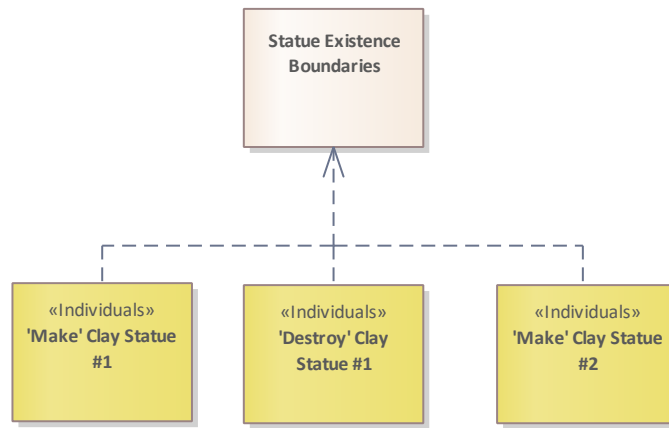 Statue Existence
Boundaries
«Individuals»
'Make' Clay Statue
#1
«Individuals»
'Destroy' Clay
Statue #1
«Individuals»
'Make' Clay Statue
#2